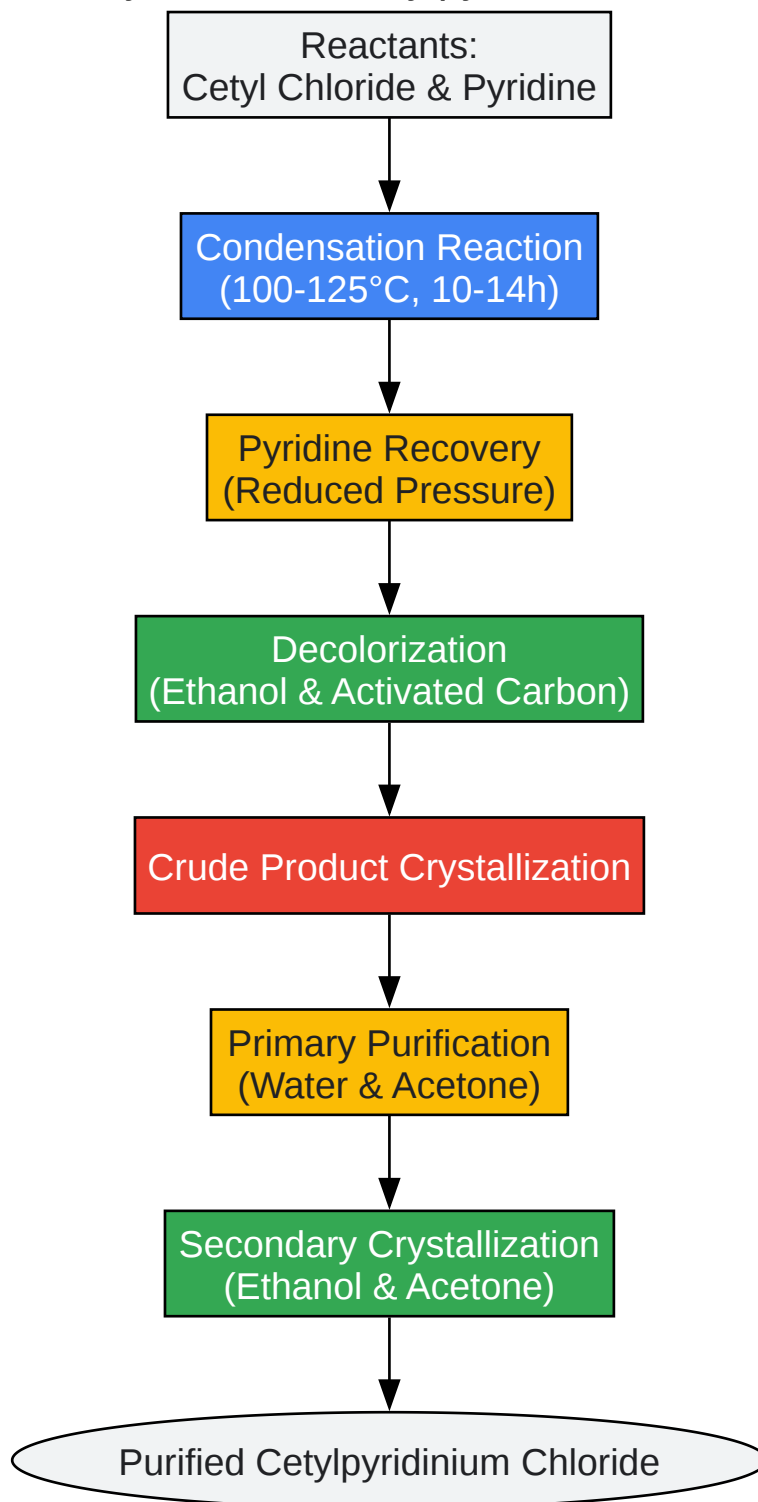 Reactants:
Cetyl Chloride & Pyridine
Condensation Reaction
(100-125°C, 10-14h)
Pyridine Recovery
(Reduced Pressure)
Decolorization
(Ethanol & Activated Carbon)
Crude Product Crystallization
Primary Purification
(Water & Acetone)
Secondary Crystallization
(Ethanol & Acetone)
Purified Cetylpyridinium Chloride